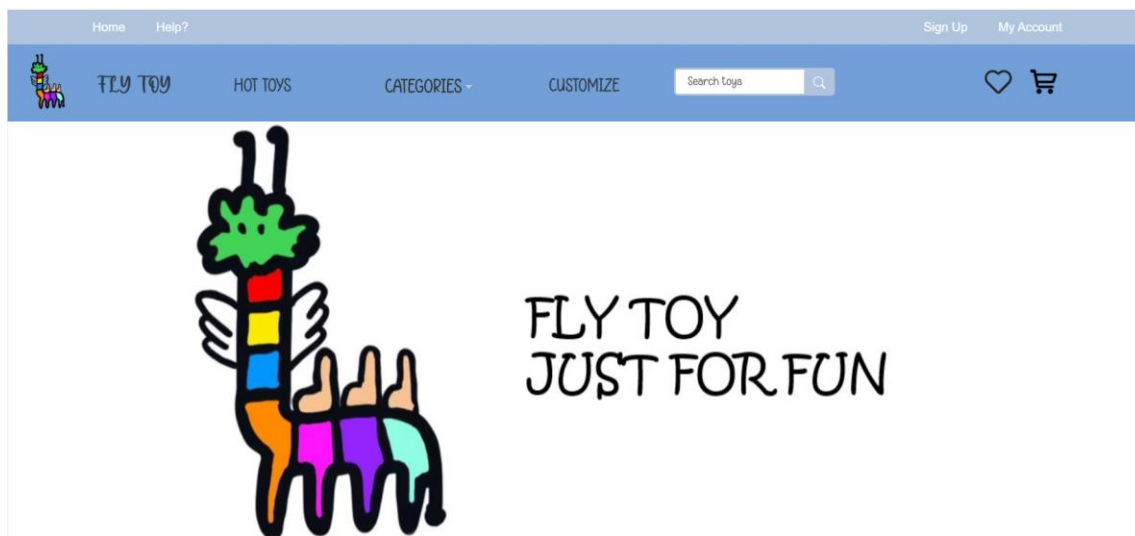 Home Help? Sign Up My Account
FLY TOY HOT TOYS CATEGORIES CUSTOMIZE Search toys
FLY TOY
JUST FOR FUN